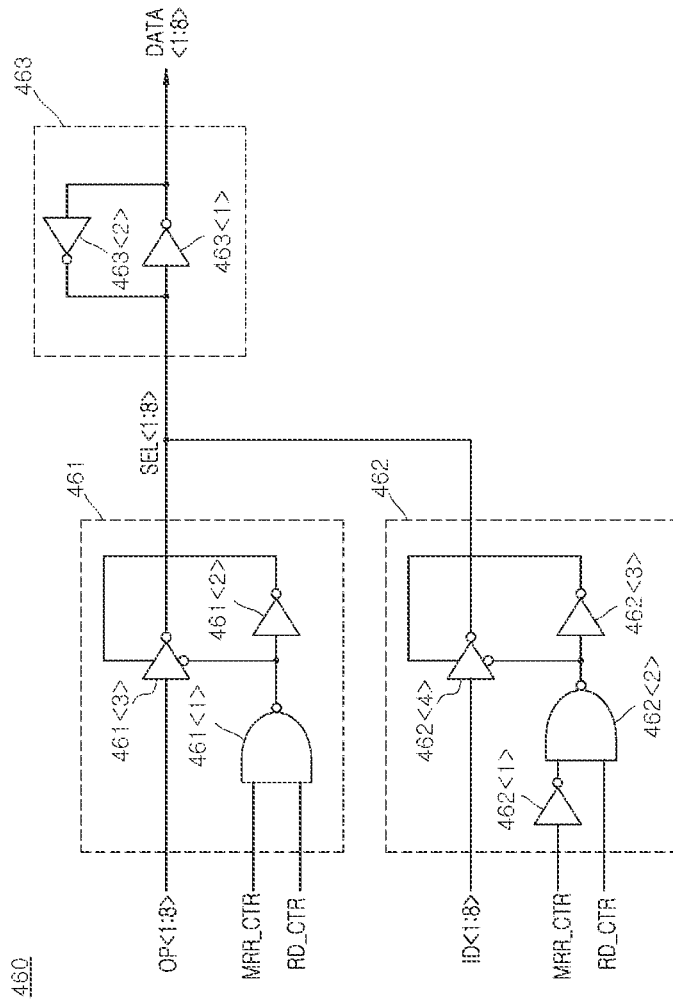 460
OP<1:8>
MRR_CTR
RD_CTR
461<3>
461<1>
461<2>
461
SEL<1:8>
ID<1:8>
MRR_CTR
RD_CTR
462<1>
462<4>
462<2>
462<3>
462
463<2>
463<1>
463
DATA
<1:8>